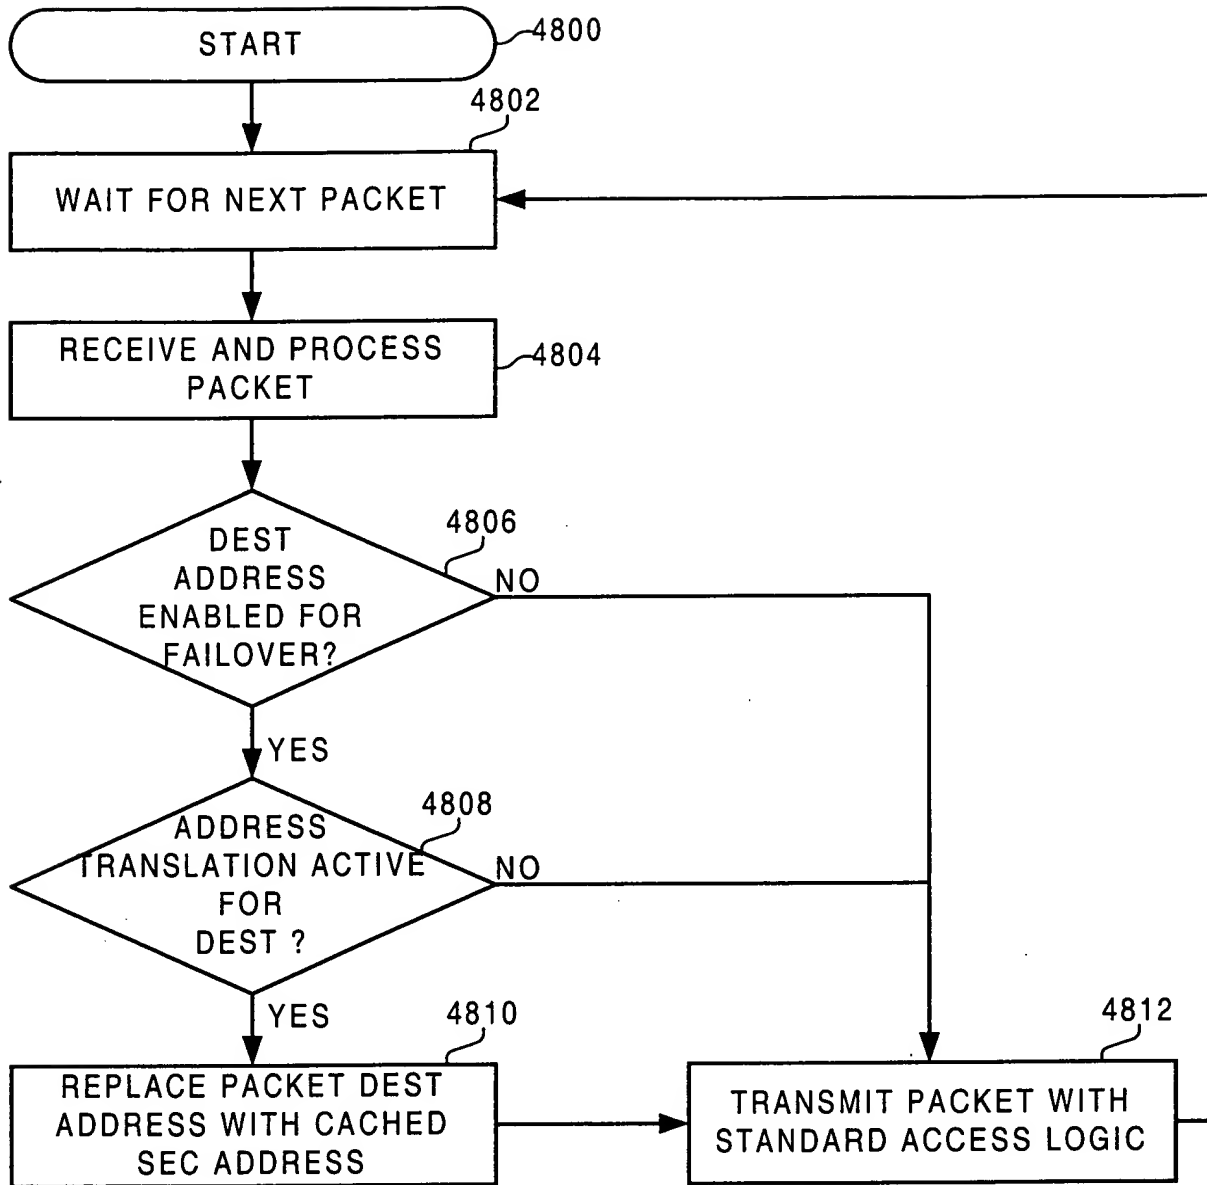 START
4800
4802
WAIT FOR NEXT PACKET
RECEIVE AND PROCESS
PACKET
4804
4806
DEST
ADDRESS
ENABLED FOR
FAILOVER?
NO
YES
4808
ADDRESS
TRANSLATION ACTIVE
FOR
DEST ?
NO
YES
4810
REPLACE PACKET DEST
ADDRESS WITH CACHED
SEC ADDRESS
4812
TRANSMIT PACKET WITH
STANDARD ACCESS LOGIC